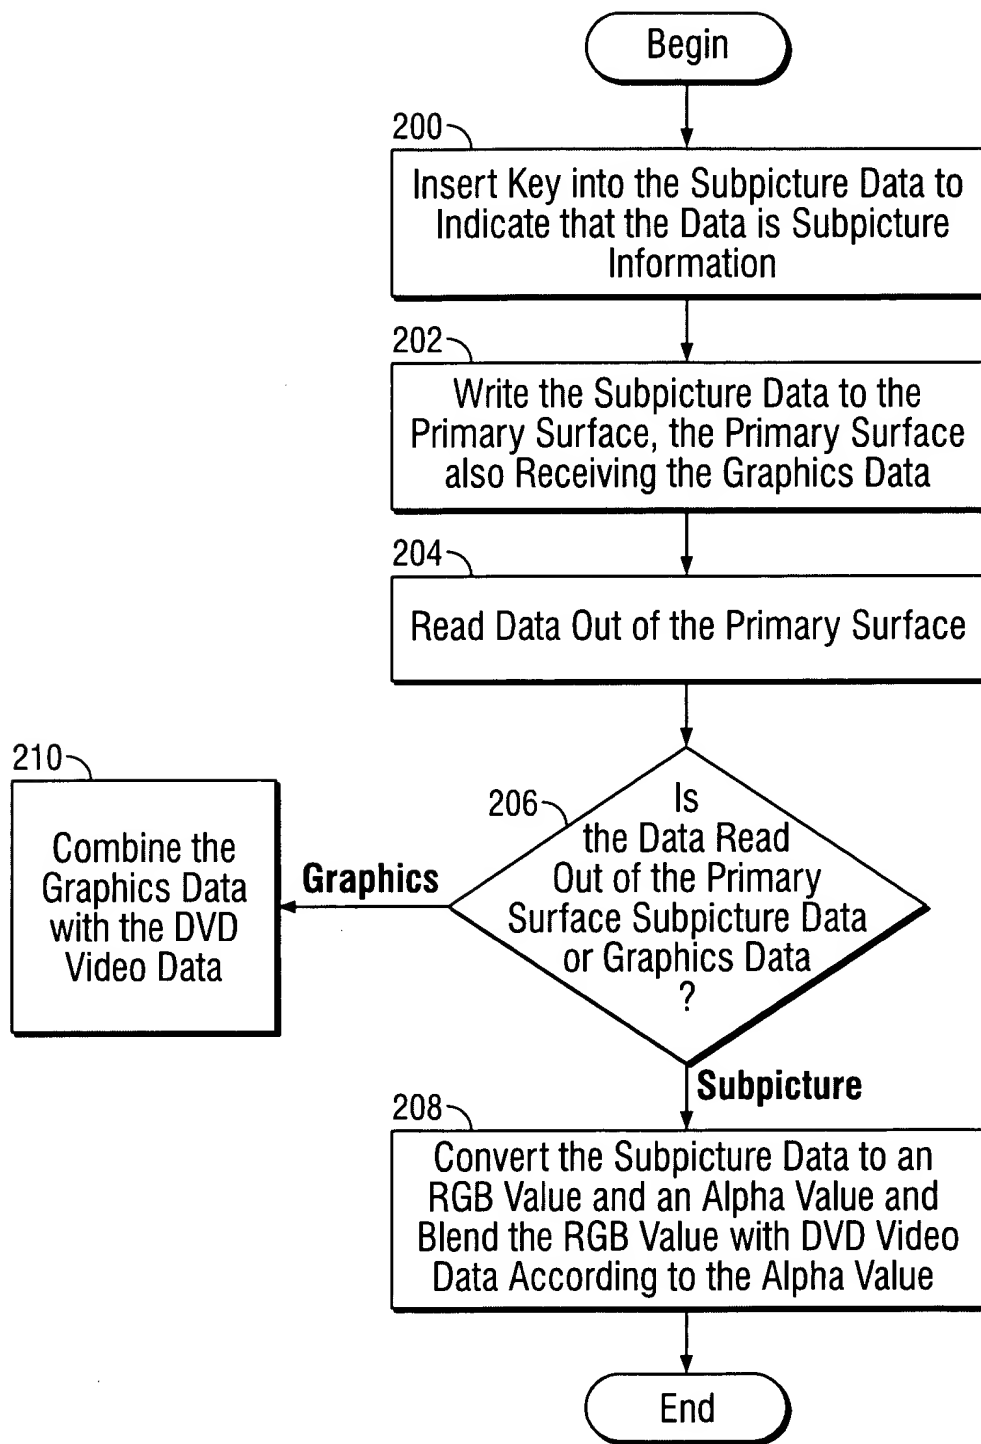 Begin
200
Insert Key into the Subpicture Data to
Indicate that the Data is Subpicture
Information
202
Write the Subpicture Data to the
Primary Surface, the Primary Surface
also Receiving the Graphics Data
204
Read Data Out of the Primary Surface
206
Is
the Data Read
Out of the Primary
Surface Subpicture Data
or Graphics Data
?
Graphics
210
Combine the
Graphics Data
with the DVD
Video Data
Subpicture
208
Convert the Subpicture Data to an
RGB Value and an Alpha Value and
Blend the RGB Value with DVD Video
Data According to the Alpha Value
End